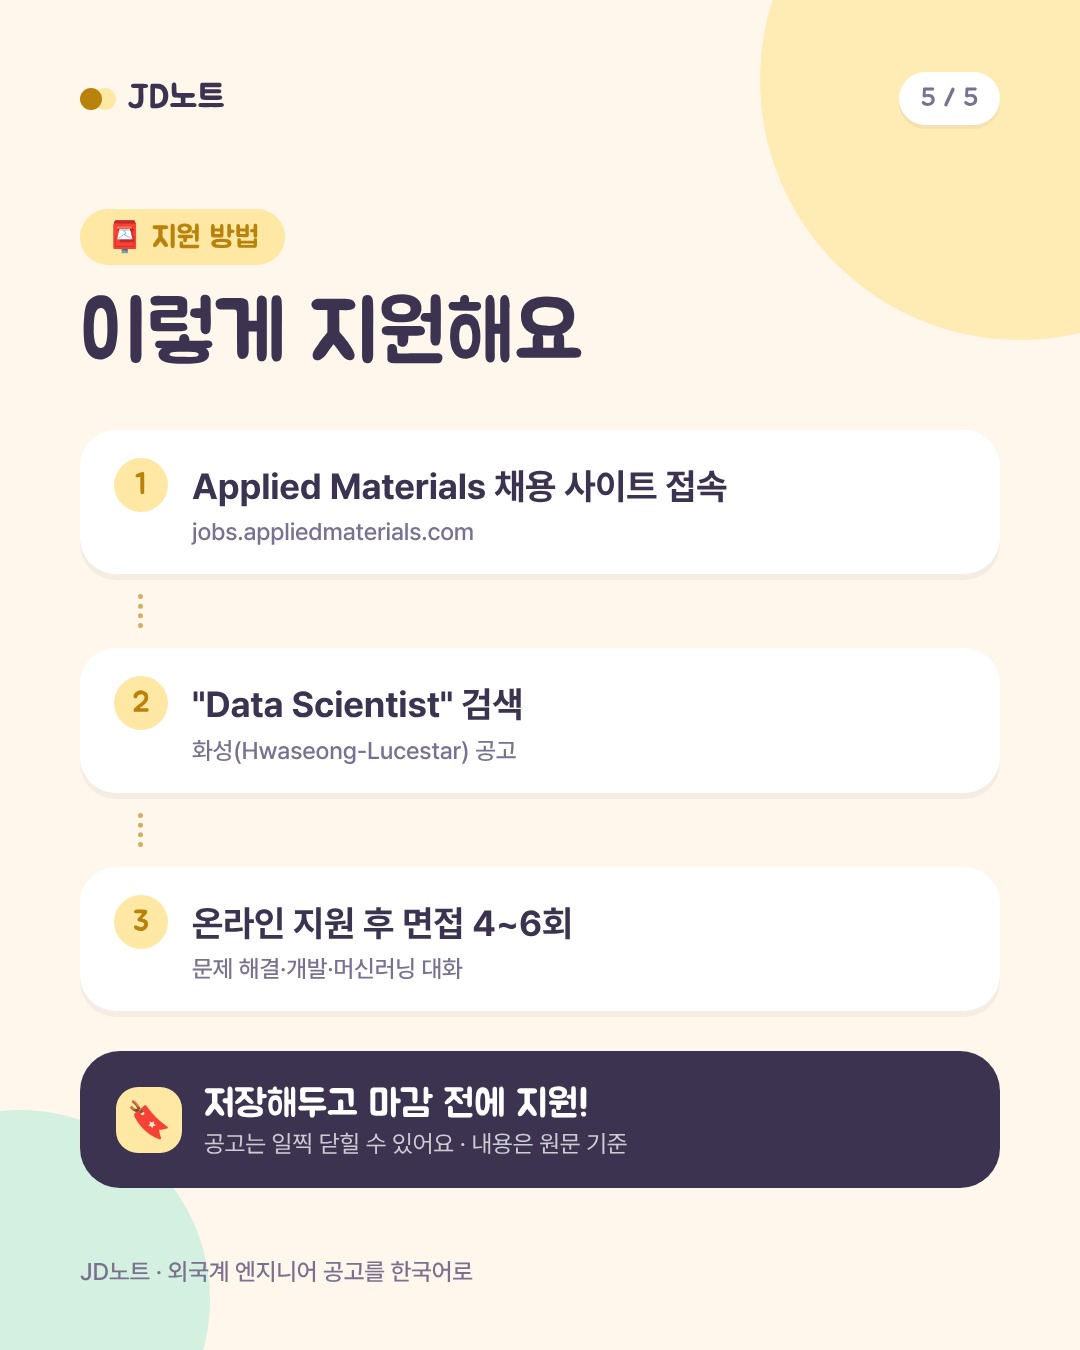 JD노트
5 / 5
지원 방법
이렇게 지원해요
1
Applied Materials 채용 사이트 접속
jobs.appliedmaterials.com
2
"Data Scientist" 검색
화성(Hwaseong-Lucestar) 공고
3
온라인 지원 후 면접 4~6회
문제 해결·개발·머신러닝 대화
저장해두고 마감 전에 지원!
공고는 일찍 닫힐 수 있어요 · 내용은 원문 기준
JD노트 · 외국계 엔지니어 공고를 한국어로